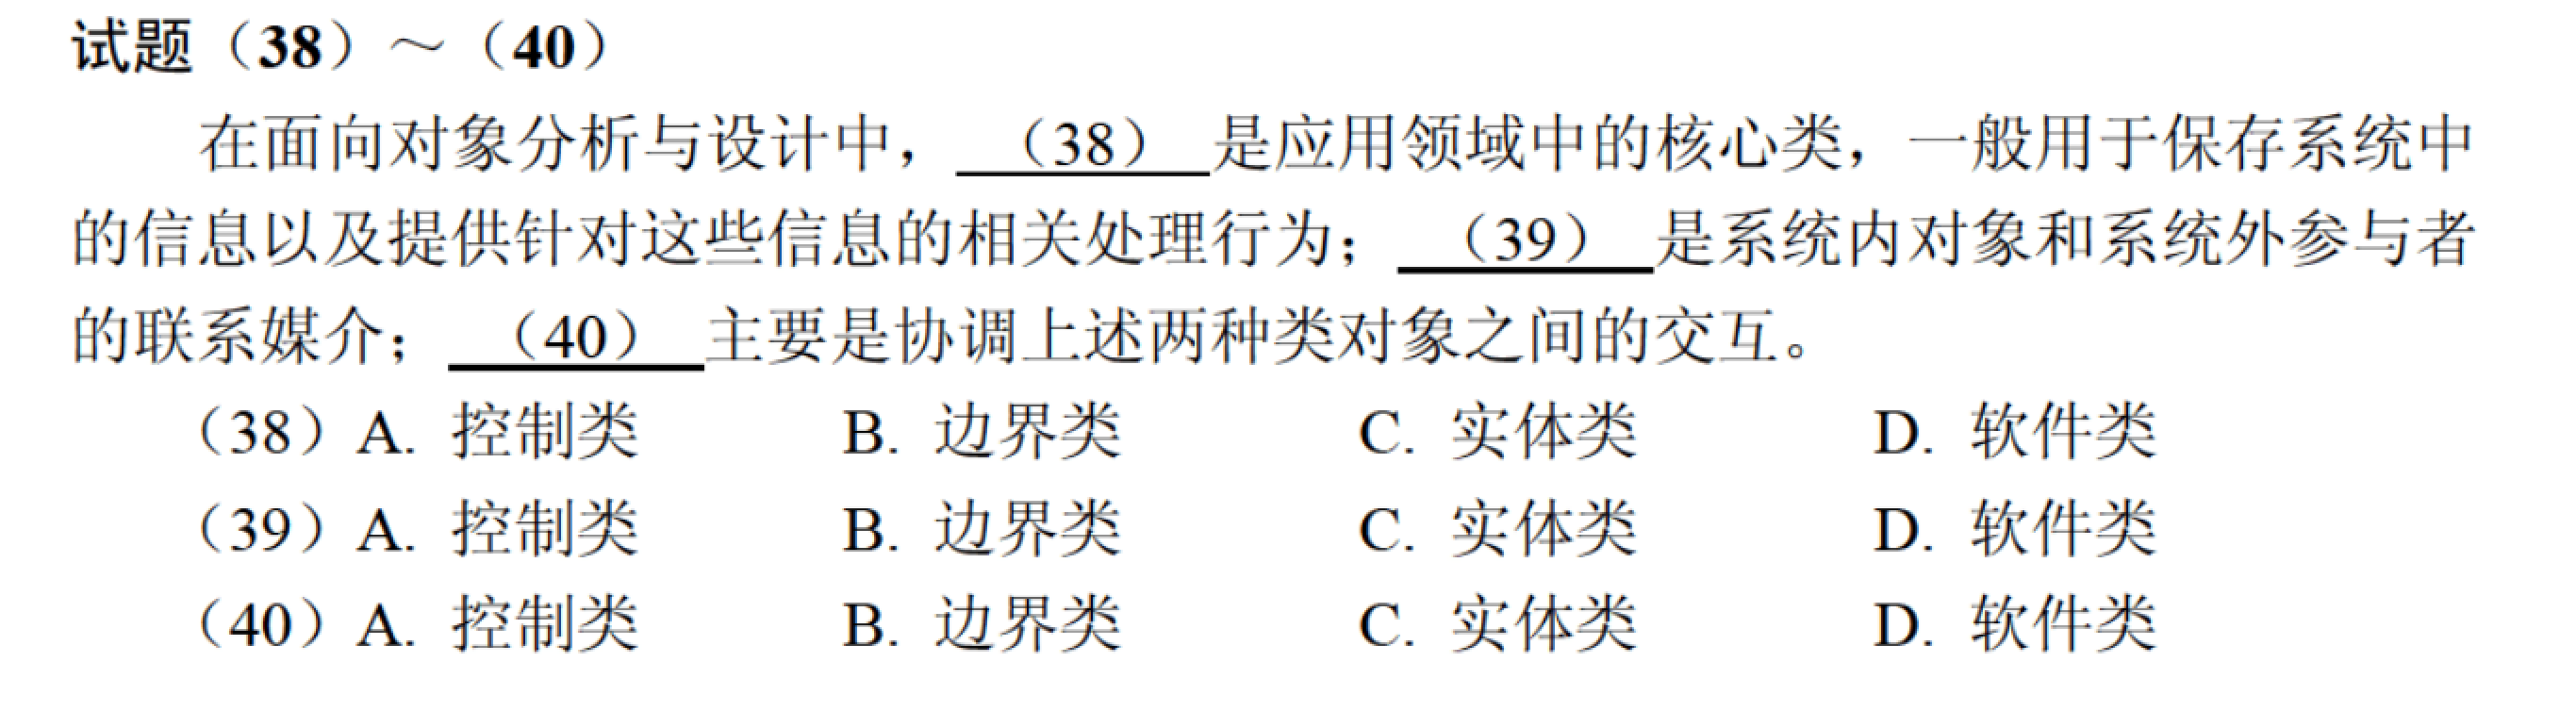 试题（38）～（40）
在面向对象分析与设计中，（38）是应用领域中的核心类，一般用于保存系统中
的信息以及提供针对这些信息的相关处理行为；（39）是系统内对象和系统外参与者
的联系媒介；（40）主要是协调上述两种类对象之间的交互。
（38）A. 控制类 B. 边界类 C. 实体类 D. 软件类
（39）A. 控制类 B. 边界类 C. 实体类 D. 软件类
（40）A. 控制类 B. 边界类 C. 实体类 D. 软件类